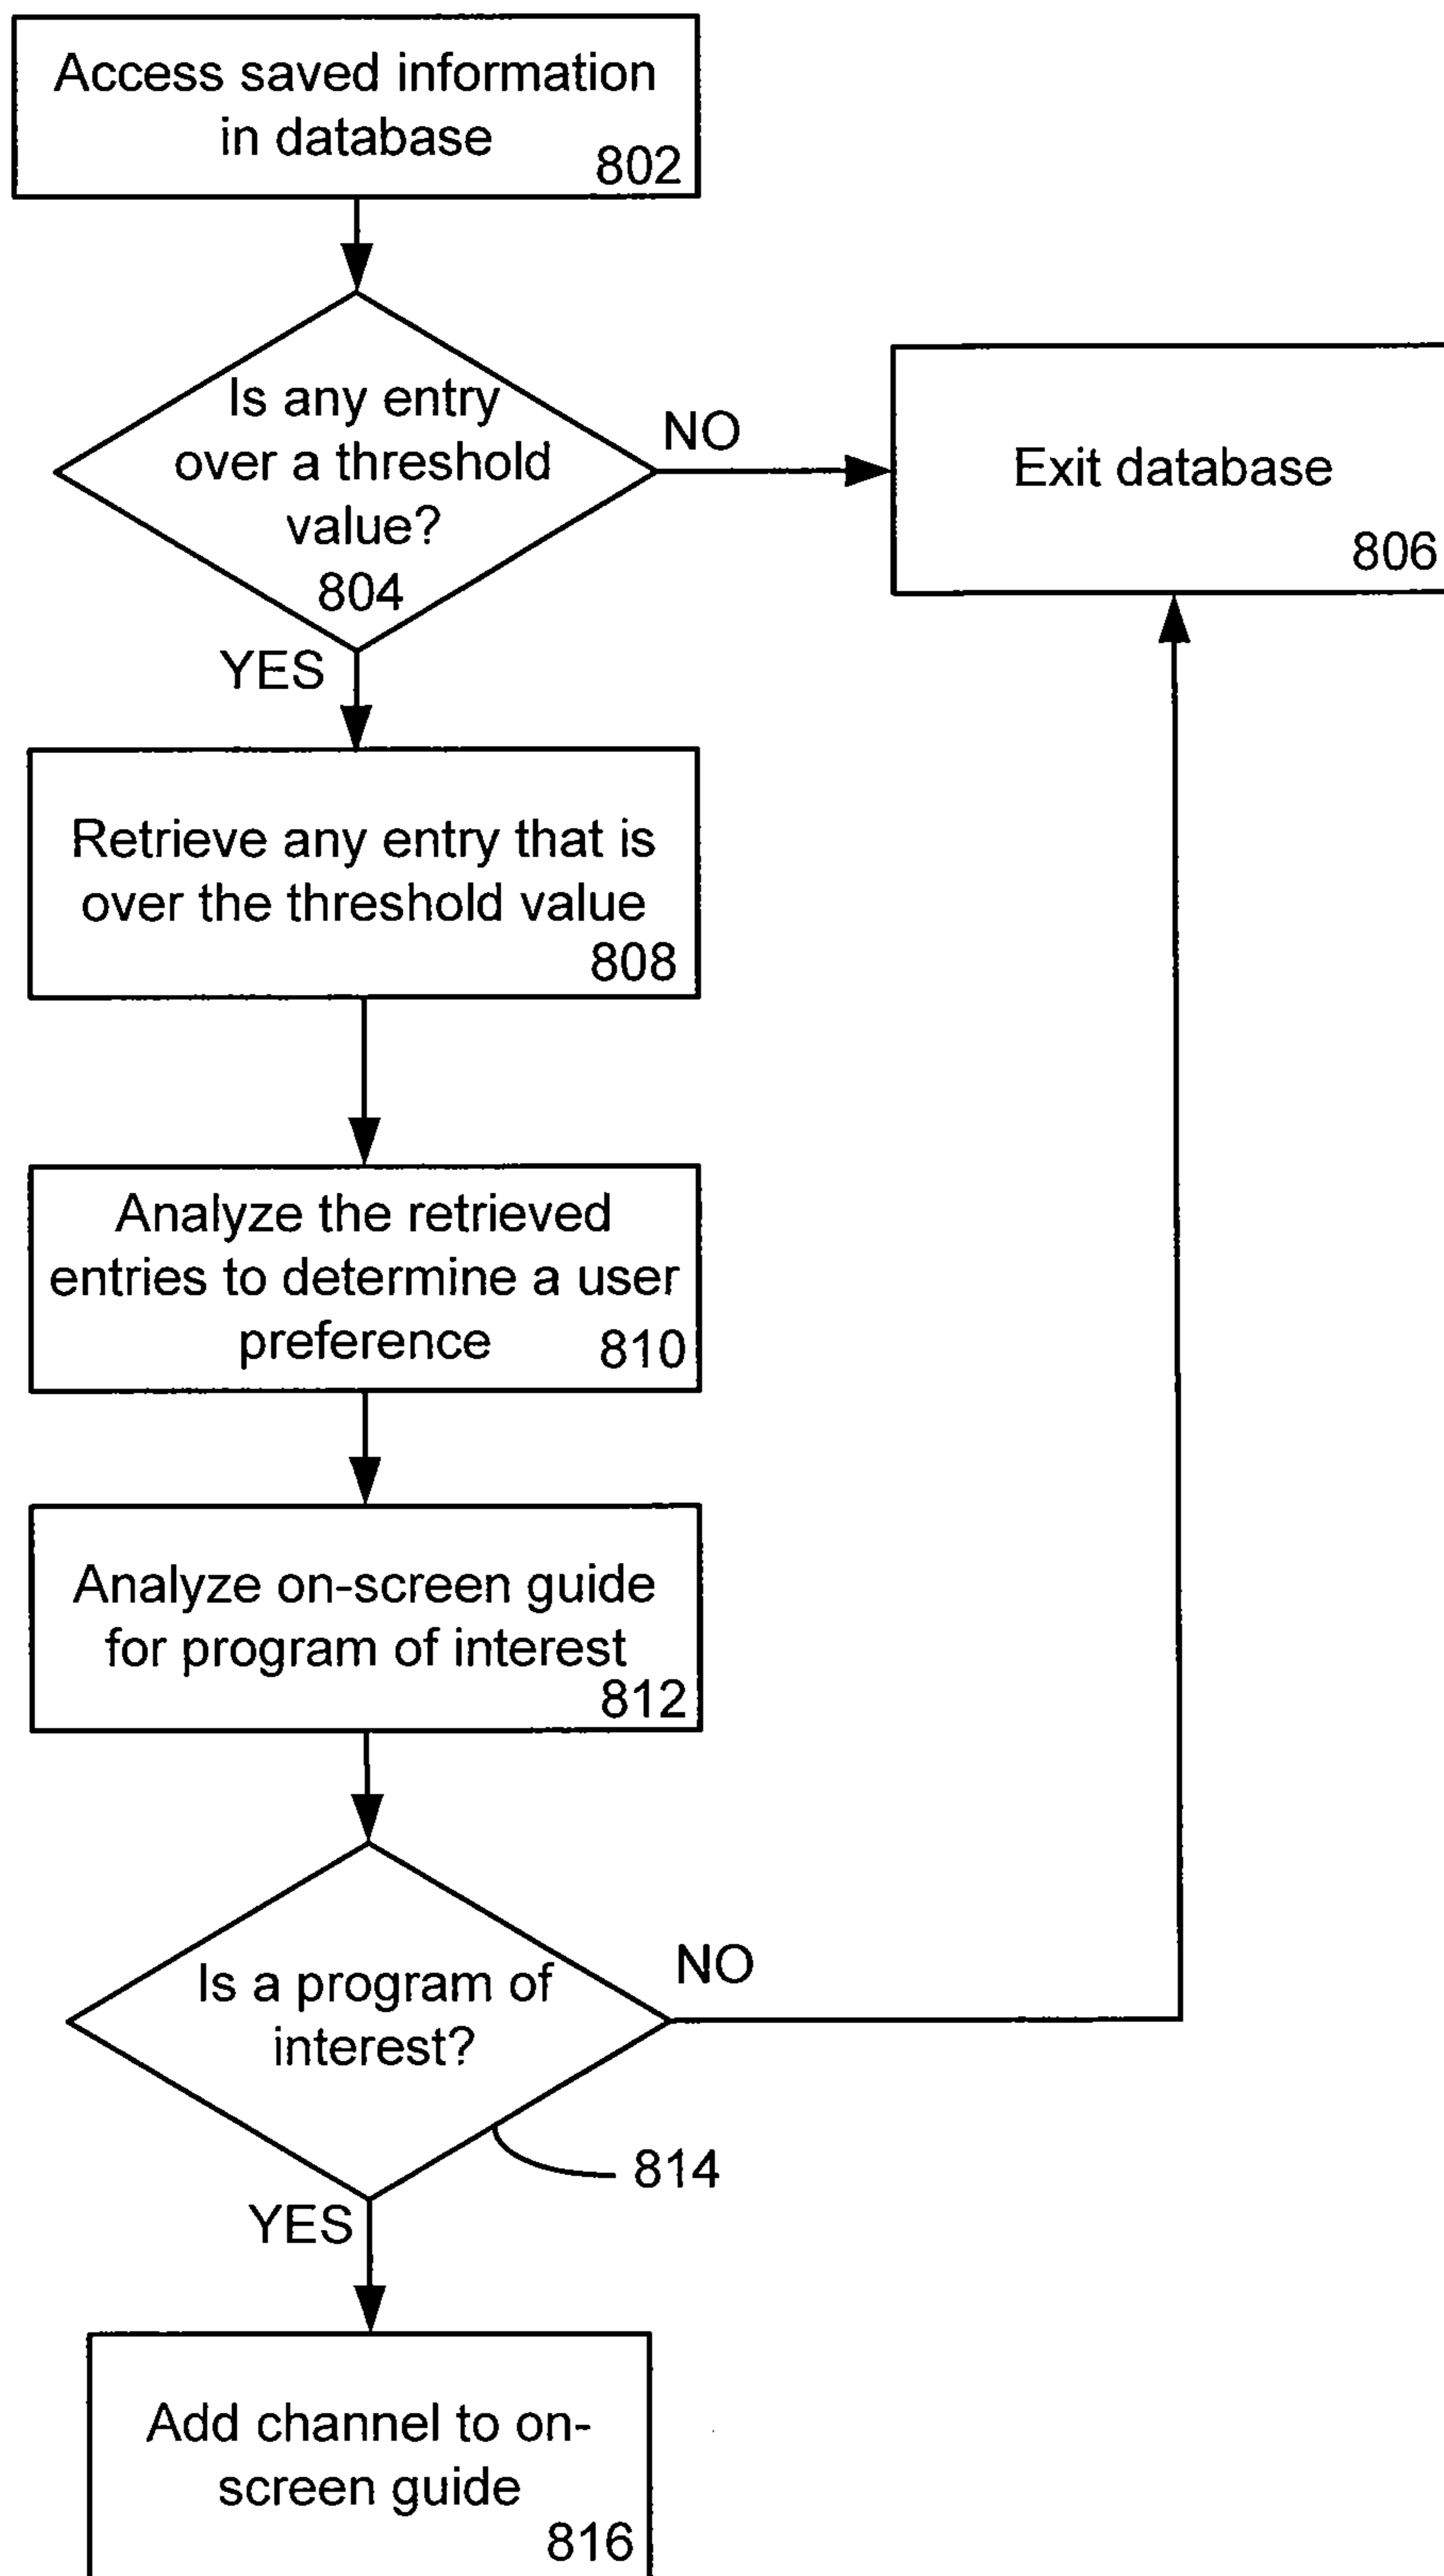 Access saved information
in database
802
Is any entry
over a threshold
value?
804
NO
Exit database
806
YES
Retrieve any entry that is
over the threshold value
808
Analyze the retrieved
entries to determine a user
preference 810
Analyze on-screen guide
for program of interest
812
Is a program of
interest?
NO
814
YES
Add channel to on-
screen guide
816